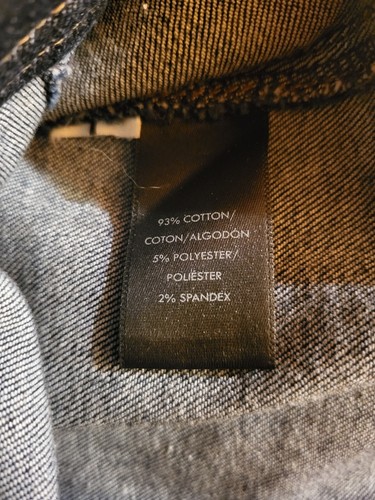 93% COTTON/
COTON/ALGODÓN
5% POLYESTER/
POLIÉSTER
2% SPANDEX